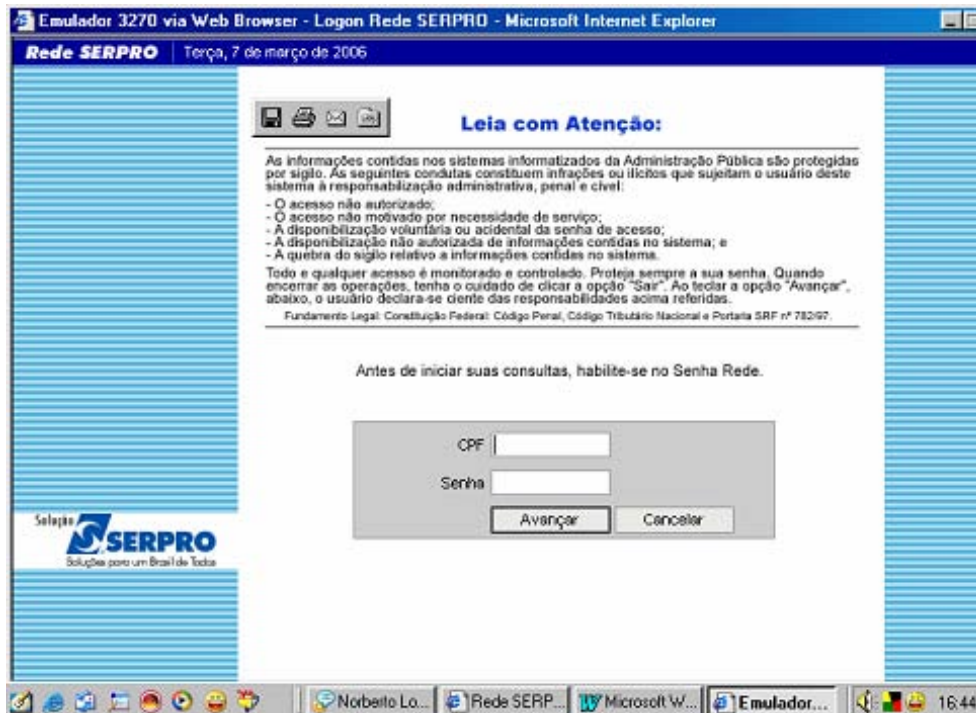 Emulador 3270 via Web Browser - Logon Rede SERPRO - Microsoft Internet Explorer
Rede SERPRO Terça, 7 de março de 2006
Leia com Atenção:
As informações contidas nos sistemas informatizados da Administração Pública são protegidas
por sigilo. As seguintes condutas constituem infrações ou ilícitos que sujeitam o usuário deste
sistema à responsabilização administrativa, penal e cível:
- O acesso não autorizado;
- O acesso não motivado por necessidade de serviço;
- A disponibilização voluntária ou acidental da senha de acesso;
- A disponibilização não autorizada de informações contidas no sistema; e
- A quebra do sigilo relativo a informações contidas no sistema.
Todo e qualquer acesso é monitorado e controlado. Proteja sempre a sua senha. Quando
encerrar as operações, tenha o cuidado de clicar a opção "Sair". Ao teclar a opção "Avançar",
abaixo, o usuário declara-se ciente das responsabilidades acima referidas.
Fundamento Legal: Constituição Federal: Código Penal, Código Tributário Nacional e Portaria SRF nº 782/97.
Antes de iniciar suas consultas, habilite-se no Senha Rede.
CPF
Senha
Avançar Cancelar
Solução
SERPRO
Soluções para um Brasil de Todos
Norberto Lo... Rede SERP... Microsoft W... Emulador... 16:44